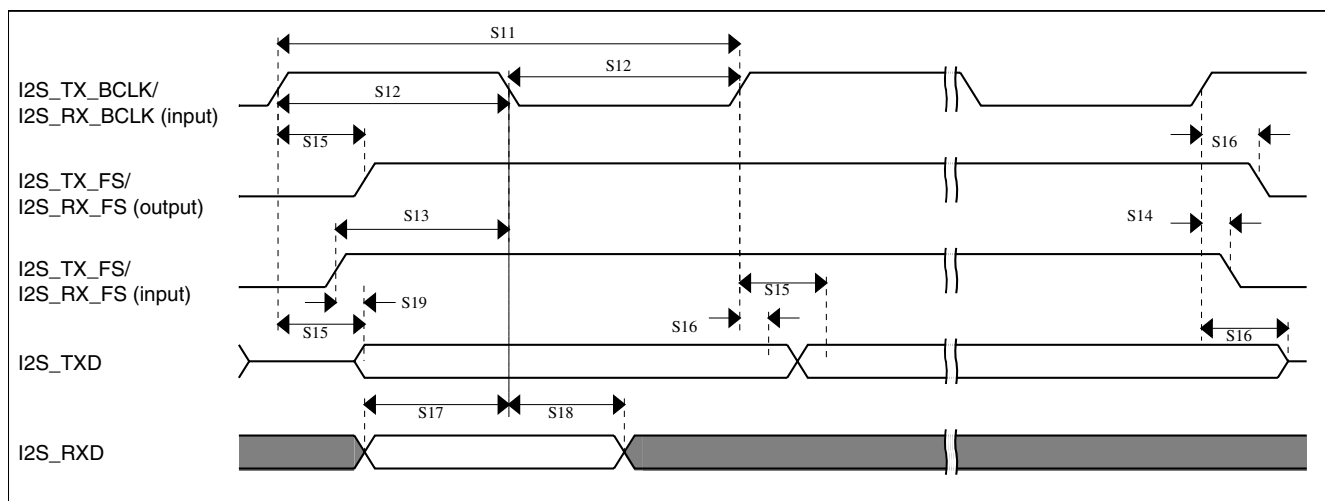 S11
I2S_TX_BCLK/
I2S_RX_BCLK (input)
S12
S12
S15
S16
I2S_TX_FS/
I2S_RX_FS (output)
S13
S14
I2S_TX_FS/
I2S_RX_FS (input)
S19
S15
S15
S16
S16
I2S_TXD
S17
S18
I2S_RXD